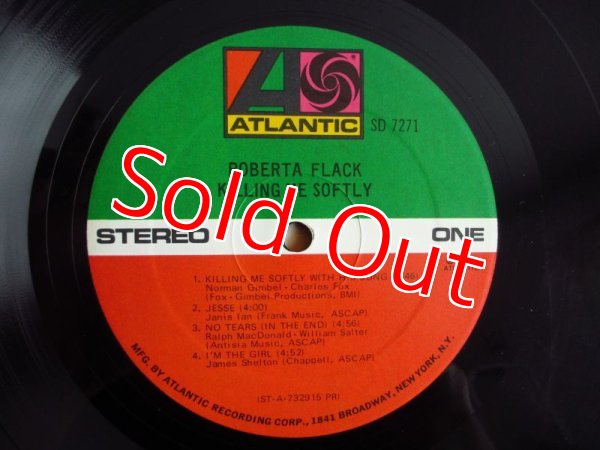 ATLANTIC
SD 7271
ROBERTA FLACK
KILLING ME SOFTLY
Sold Out
STEREO
ONE
1. KILLING ME SOFTLY WITH HIS SONG
Norman Gimbel - Charles Fox
(Fox - Gimbel Productions, BMI)
2. JESSE (4:00)
Janis Ian (Frank Music, ASCAP)
3. NO TEARS (IN THE END) (4:56)
Ralph MacDonald - William Salter
(Antisia Music, ASCAP)
4. I'M THE GIRL (4:52)
James Shelton (Chappell, ASCAP)
(ST-A-732915 PR)
MFG. BY ATLANTIC RECORDING CORP., 1841 BROADWAY, NEW YORK, N.Y.